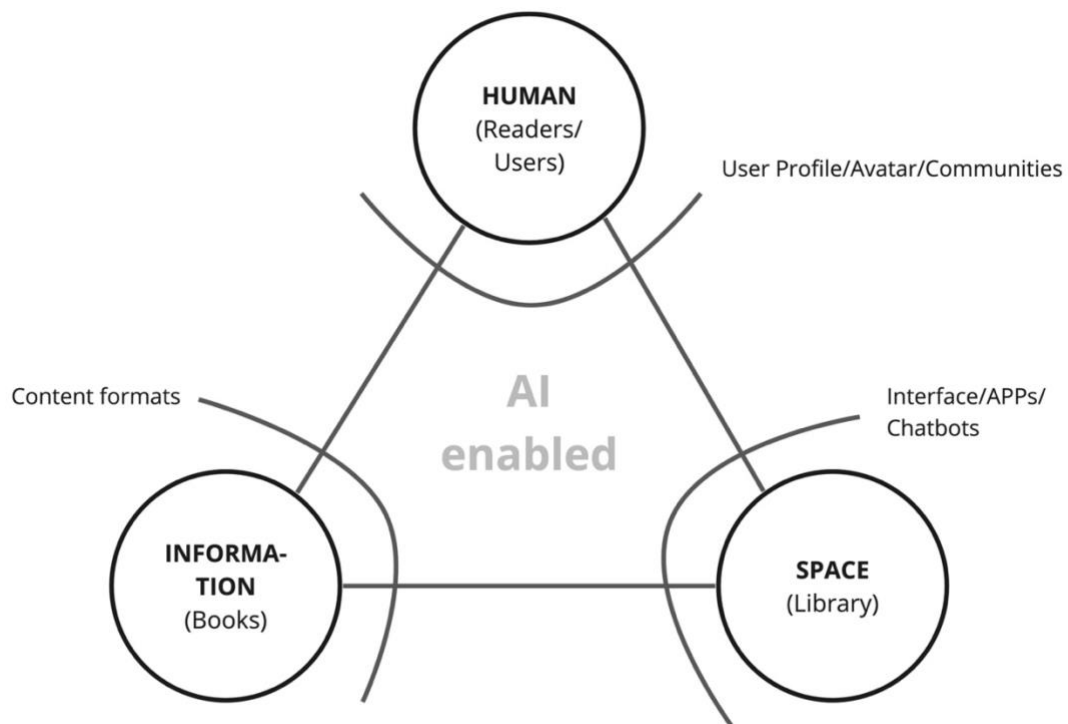 HUMAN
(Readers/
Users)
User Profile/Avatar/Communities
AI
enabled
Content formats
Interface/APPs/
Chatbots
INFORMA-
TION
(Books)
SPACE
(Library)